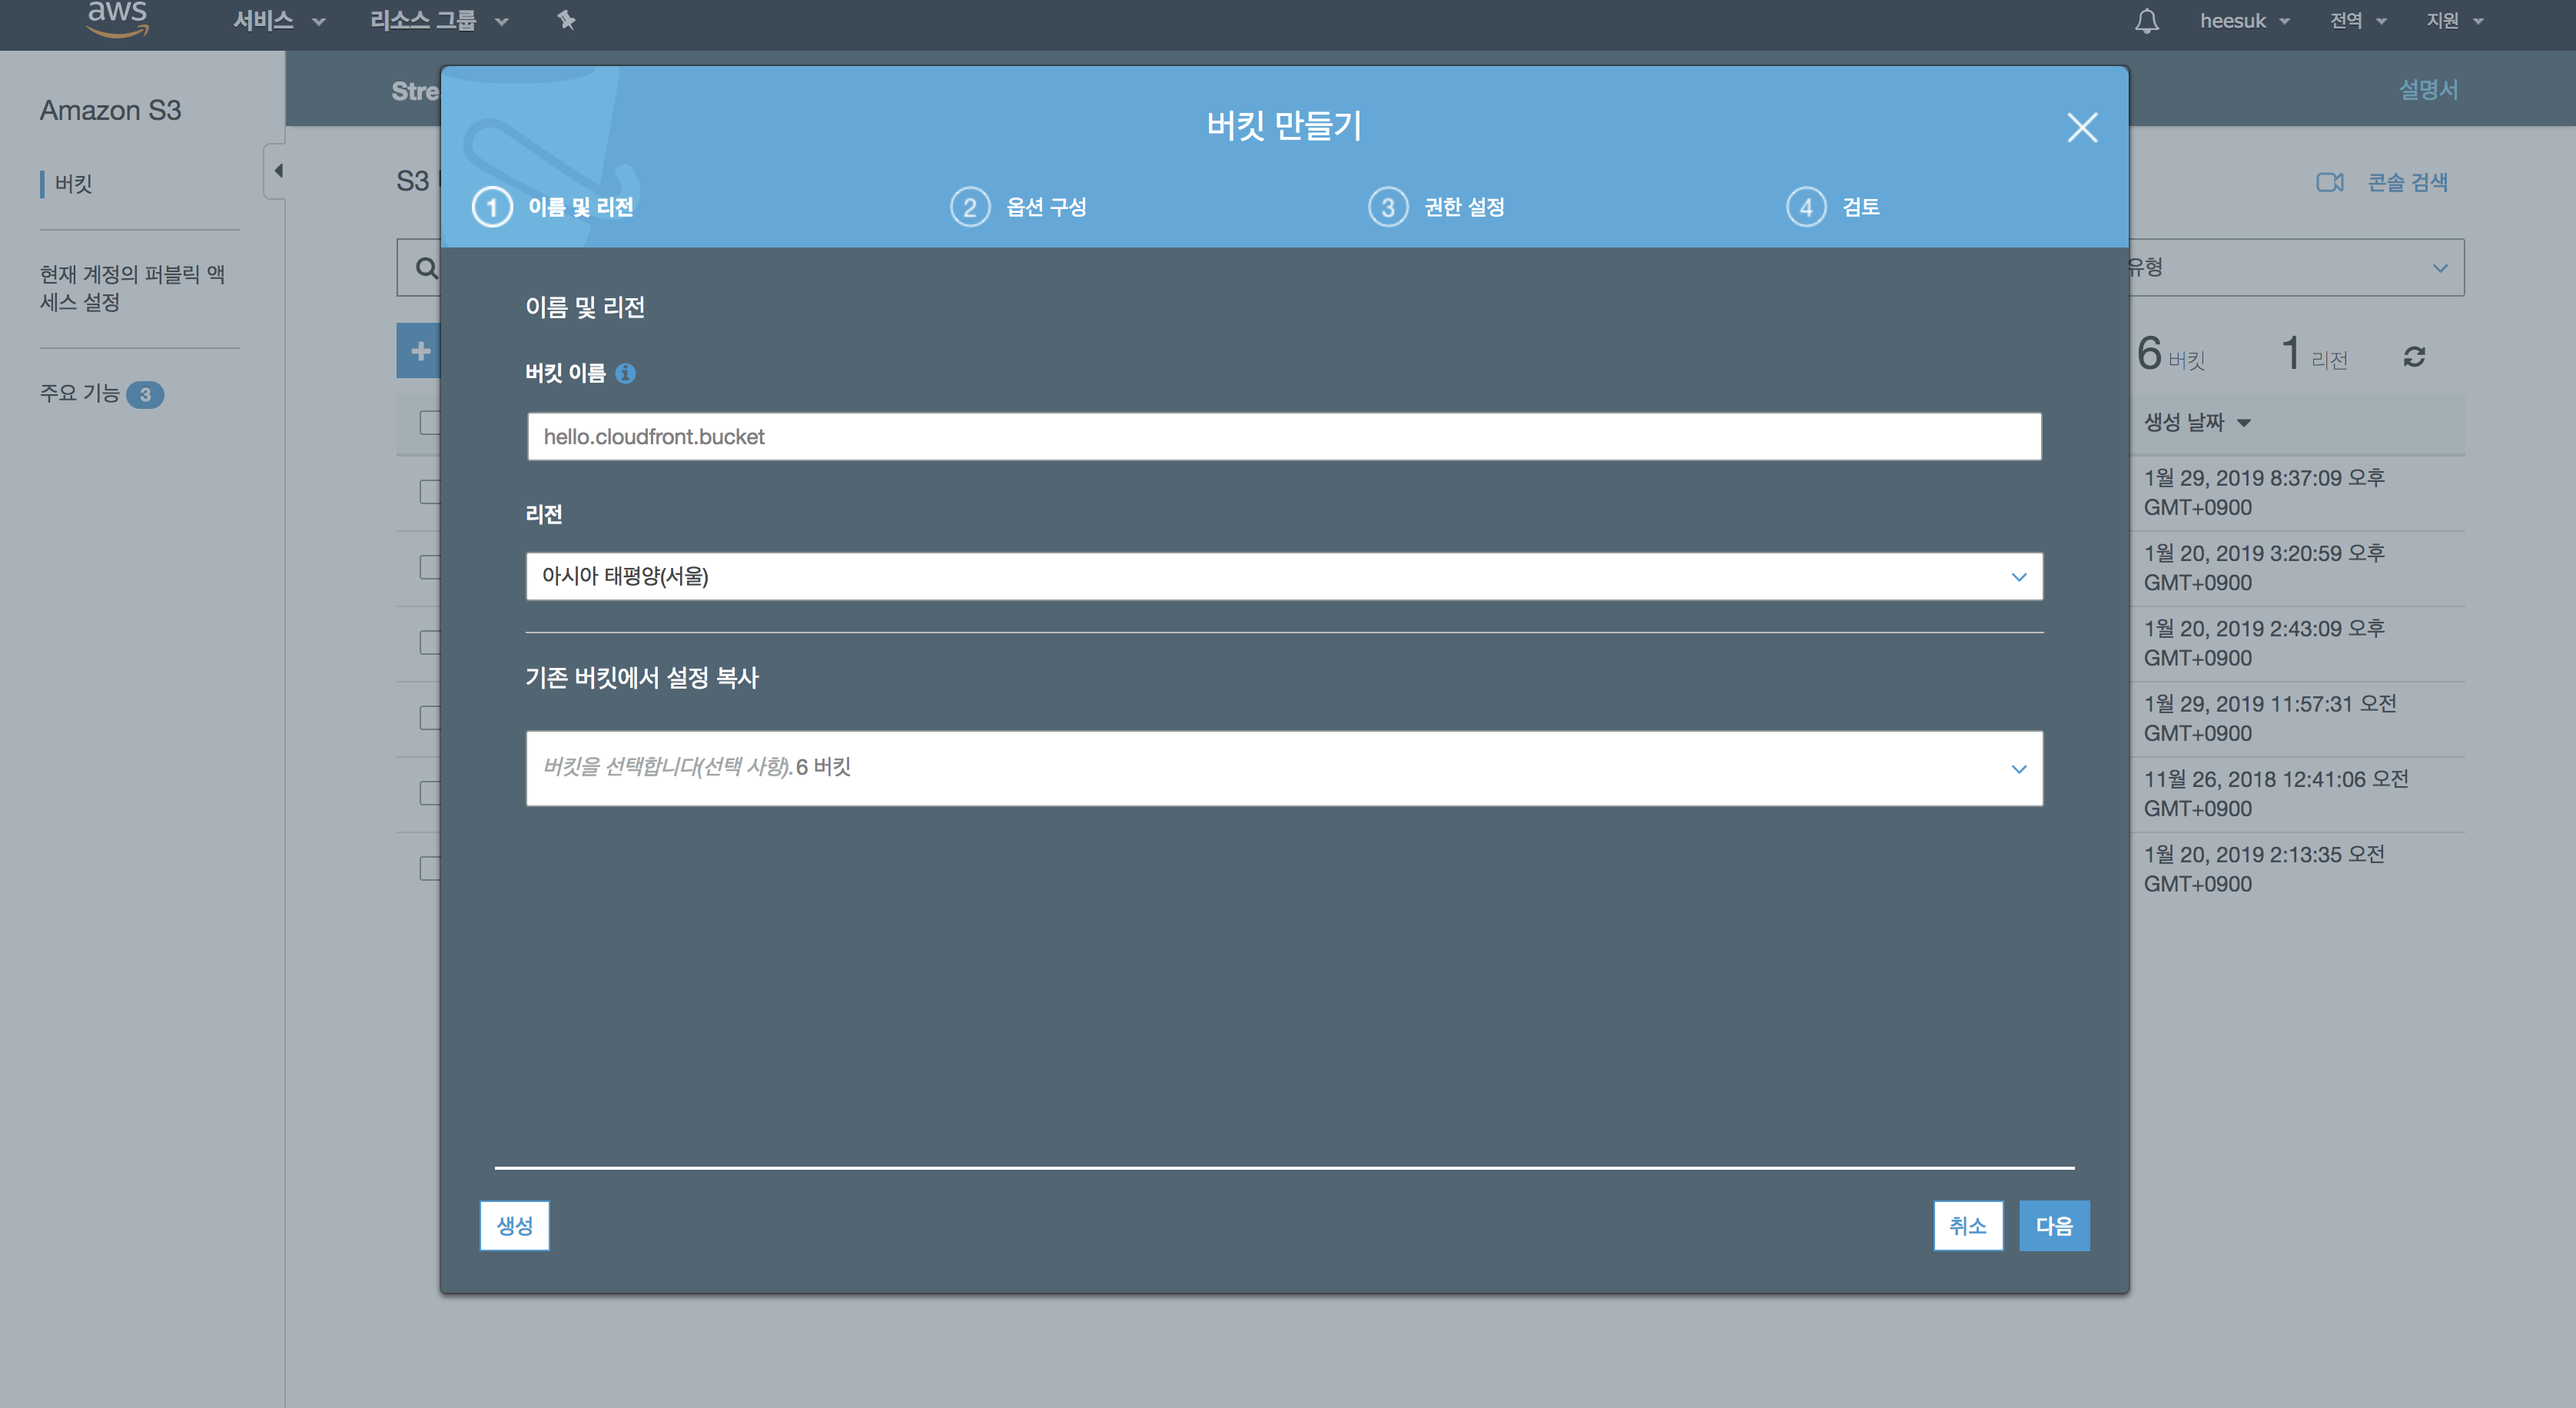 aws 서비스 리소스 그룹 heesuk 전역 지원
Amazon S3
버킷
현재 계정의 퍼블릭 액
세스 설정
주요 기능 3
Stre
설명서
S3
콘솔 검색
버킷 만들기
1 이름 및 리전 2 옵션 구성 3 권한 설정 4 검토
이름 및 리전
버킷 이름
hello.cloudfront.bucket
리전
아시아 태평양(서울)
기존 버킷에서 설정 복사
버킷을 선택합니다(선택 사항).6 버킷
생성 취소 다음
유형
6 버킷 1 리전
생성 날짜
1월 29, 2019 8:37:09 오후
GMT+0900
1월 20, 2019 3:20:59 오후
GMT+0900
1월 20, 2019 2:43:09 오후
GMT+0900
1월 29, 2019 11:57:31 오전
GMT+0900
11월 26, 2018 12:41:06 오전
GMT+0900
1월 20, 2019 2:13:35 오전
GMT+0900